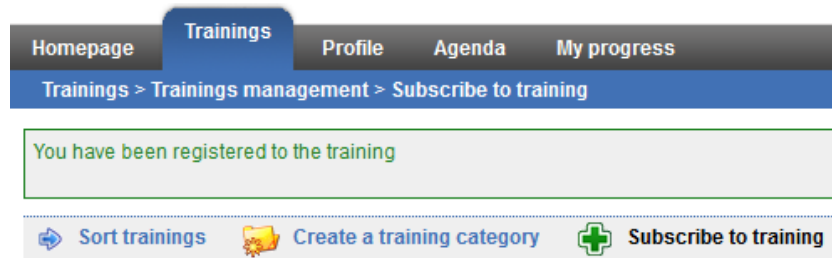 Homepage Trainings Profile Agenda My progress
Trainings > Trainings management > Subscribe to training
You have been registered to the training
Sort trainings Create a training category Subscribe to training